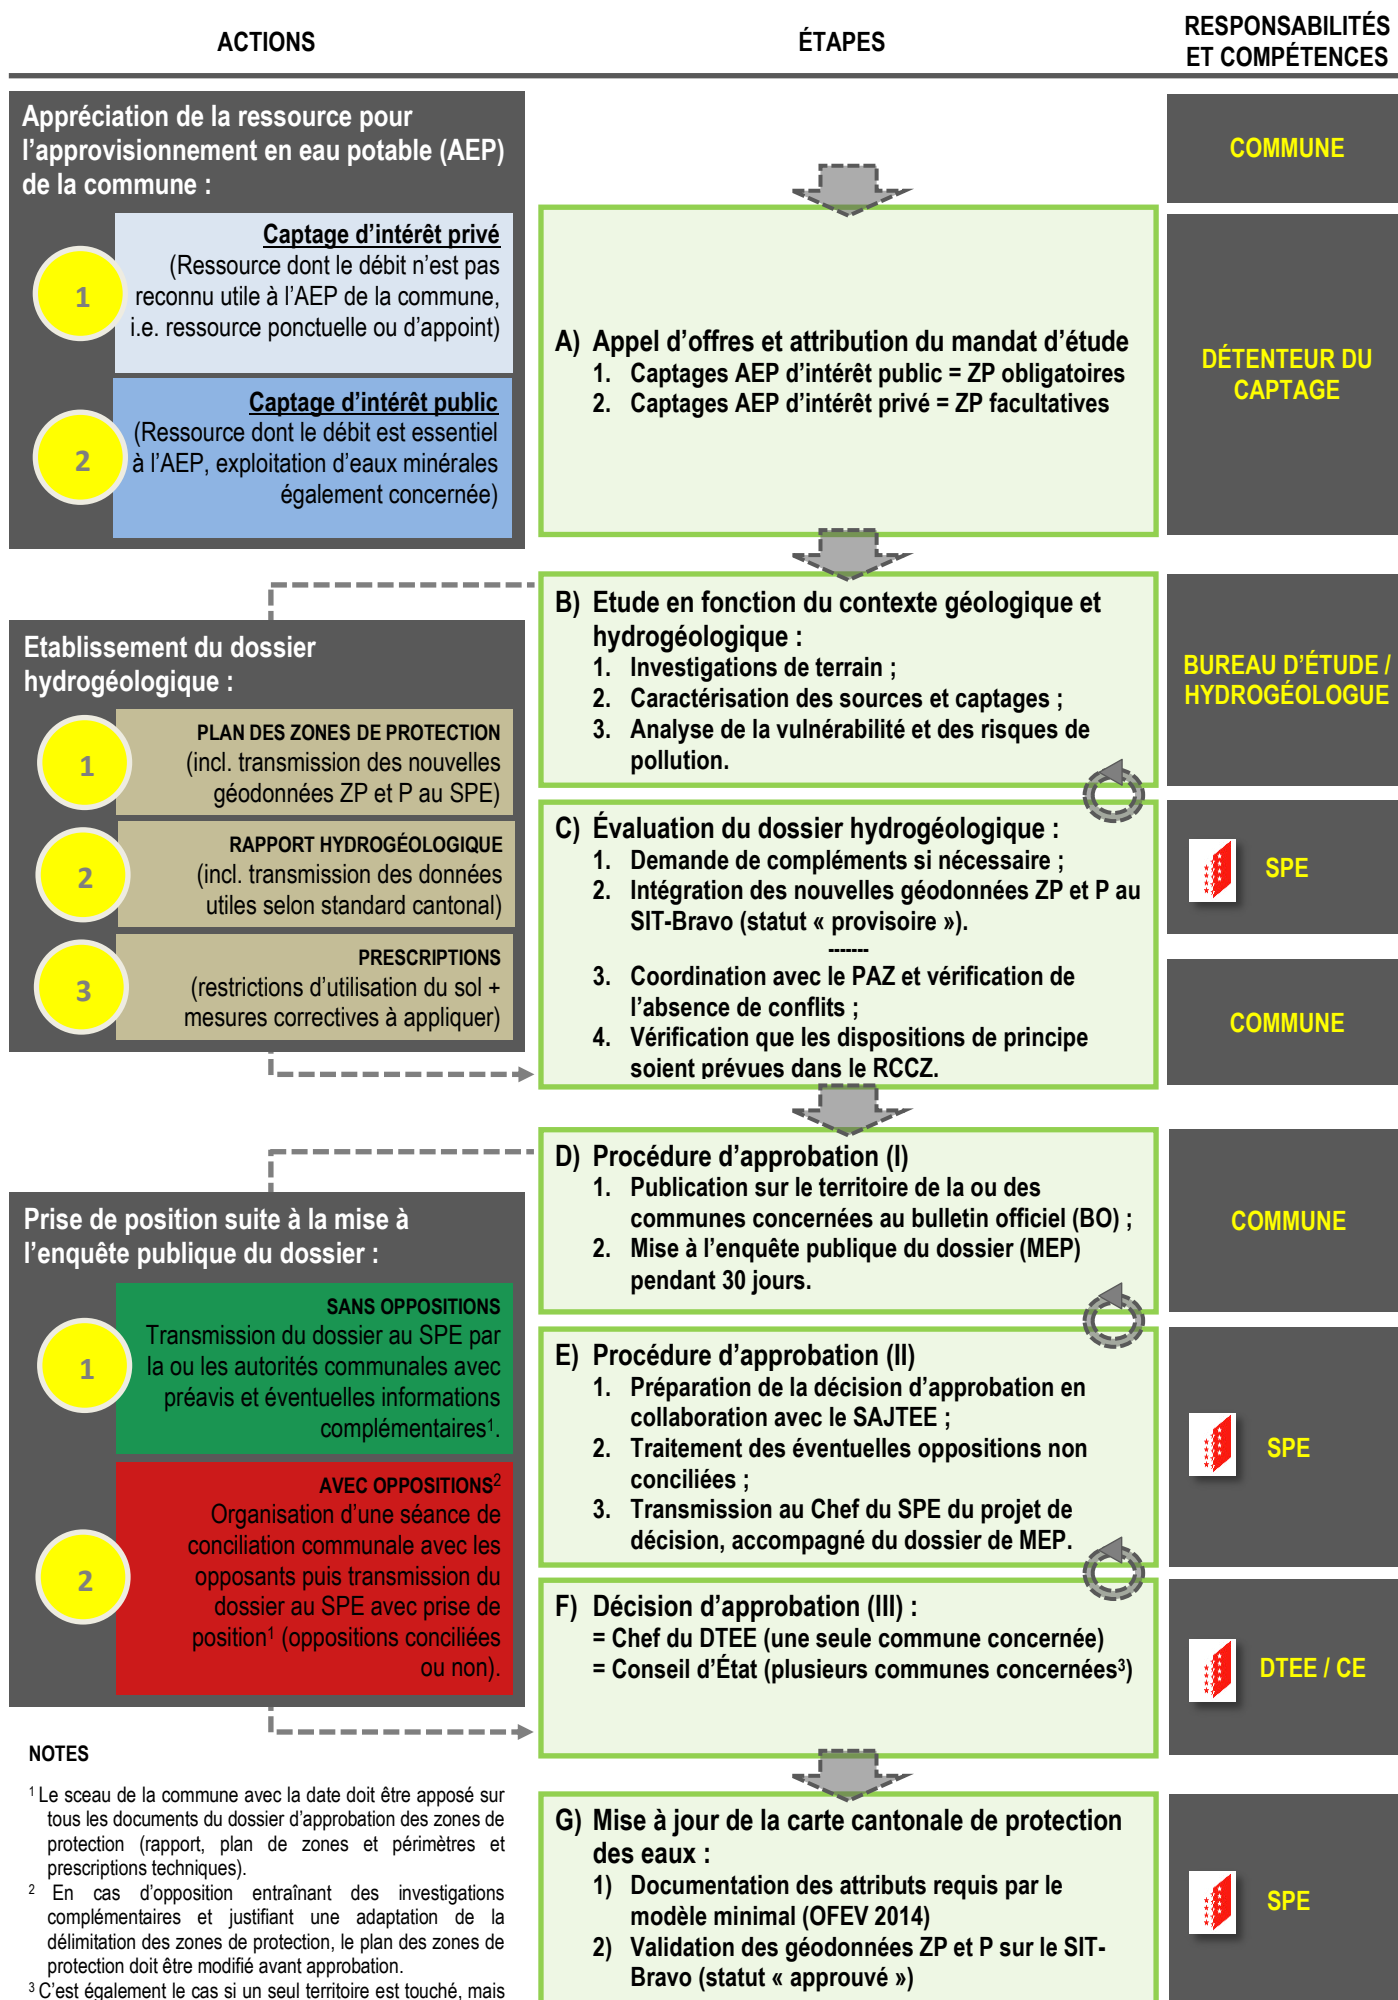 ACTIONS
ÉTAPES
RESPONSABILITÉS
ET COMPÉTENCES
Appréciation de la ressource pour
l’approvisionnement en eau potable (AEP)
de la commune :
1
Captage d’intérêt privé
(Ressource dont le débit n’est pas
reconnu utile à l’AEP de la commune,
i.e. ressource ponctuelle ou d’appoint)
2
Captage d’intérêt public
(Ressource dont le débit est essentiel
à l’AEP, exploitation d’eaux minérales
également concernée)
A) Appel d’offres et attribution du mandat d’étude
1. Captages AEP d’intérêt public = ZP obligatoires
2. Captages AEP d’intérêt privé = ZP facultatives
COMMUNE
DÉTENTEUR DU
CAPTAGE
Etablissement du dossier
hydrogéologique :
1
PLAN DES ZONES DE PROTECTION
(incl. transmission des nouvelles
géodonnées ZP et P au SPE)
2
RAPPORT HYDROGÉOLOGIQUE
(incl. transmission des données
utiles selon standard cantonal)
3
PRESCRIPTIONS
(restrictions d’utilisation du sol +
mesures correctives à appliquer)
B) Etude en fonction du contexte géologique et
hydrogéologique :
1. Investigations de terrain ;
2. Caractérisation des sources et captages ;
3. Analyse de la vulnérabilité et des risques de
pollution.
BUREAU D’ÉTUDE /
HYDROGÉOLOGUE
C) Évaluation du dossier hydrogéologique :
1. Demande de compléments si nécessaire ;
2. Intégration des nouvelles géodonnées ZP et P au
SIT-Bravo (statut « provisoire »).
-------
3. Coordination avec le PAZ et vérification de
l’absence de conflits ;
4. Vérification que les dispositions de principe
soient prévues dans le RCCZ.
SPE
COMMUNE
Prise de position suite à la mise à
l’enquête publique du dossier :
1
SANS OPPOSITIONS
Transmission du dossier au SPE par
la ou les autorités communales avec
préavis et éventuelles informations
complémentaires¹.
2
AVEC OPPOSITIONS²
Organisation d’une séance de
conciliation communale avec les
opposants puis transmission du
dossier au SPE avec prise de
position¹ (oppositions conciliées
ou non).
D) Procédure d’approbation (I)
1. Publication sur le territoire de la ou des
communes concernées au bulletin officiel (BO) ;
2. Mise à l’enquête publique du dossier (MEP)
pendant 30 jours.
COMMUNE
E) Procédure d’approbation (II)
1. Préparation de la décision d’approbation en
collaboration avec le SAJTEE ;
2. Traitement des éventuelles oppositions non
conciliées ;
3. Transmission au Chef du SPE du projet de
décision, accompagné du dossier de MEP.
SPE
F) Décision d’approbation (III) :
= Chef du DTEE (une seule commune concernée)
= Conseil d’État (plusieurs communes concernées³)
DTEE / CE
G) Mise à jour de la carte cantonale de protection
des eaux :
1) Documentation des attributs requis par le
modèle minimal (OFEV 2014)
2) Validation des géodonnées ZP et P sur le SIT-
Bravo (statut « approuvé »)
SPE
NOTES
¹ Le sceau de la commune avec la date doit être apposé sur
tous les documents du dossier d’approbation des zones de
protection (rapport, plan de zones et périmètres et
prescriptions techniques).
² En cas d’opposition entraînant des investigations
complémentaires et justifiant une adaptation de la
délimitation des zones de protection, le plan des zones de
protection doit être modifié avant approbation.
³ C’est également le cas si un seul territoire est touché, mais